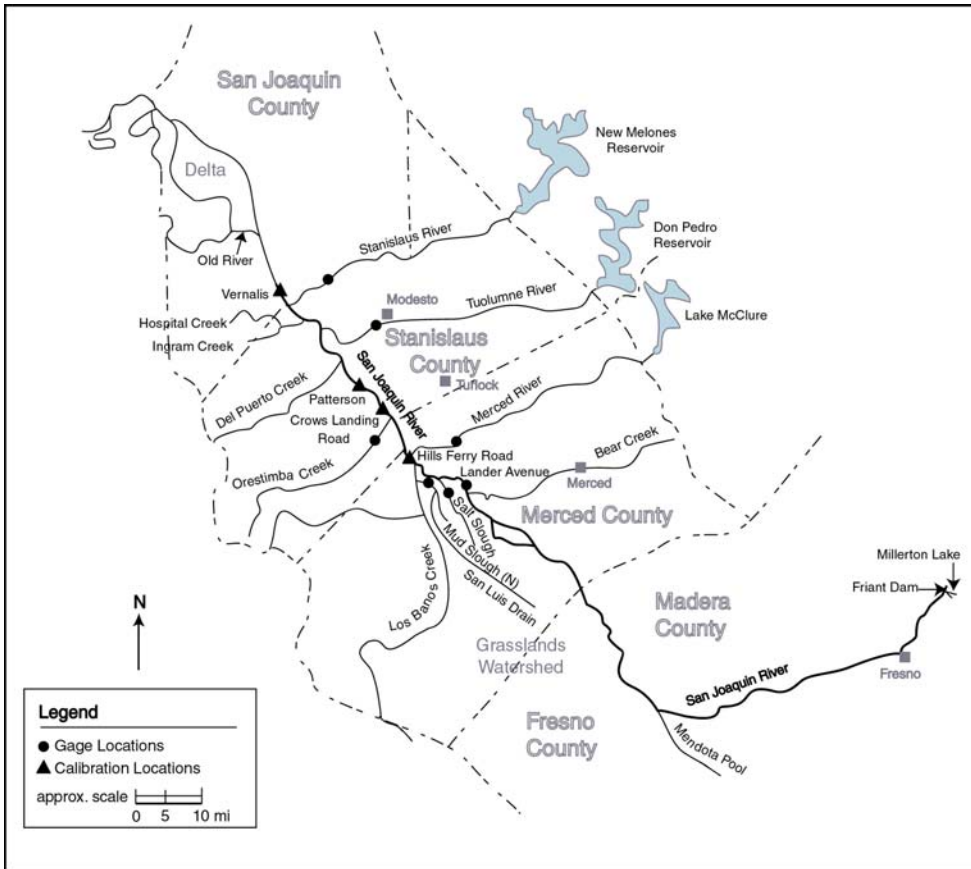 San Joaquin
County
New Melones
Reservoir
Delta
Don Pedro
Reservoir
Stanislaus River
Old River
Vernalis
Modesto
Tuolumne River
Lake McClure
Hospital Creek
Ingram Creek
Stanislaus
County
San Joaquin River
Turlock
Del Puerto Creek
Patterson
Crows Landing
Road
Merced River
Hills Ferry Road
Bear Creek
Orestimba Creek
Lander Avenue
Merced
Salt Slough
Merced County
Mud Slough (N)
San Luis Drain
Los Banos Creek
Millerton Lake
Friant Dam
N
Madera
County
Grasslands
Watershed
Fresno
San Joaquin River
Fresno
County
Mendota Pool
Legend
Gage Locations
Calibration Locations
approx. scale
0 5 10 mi